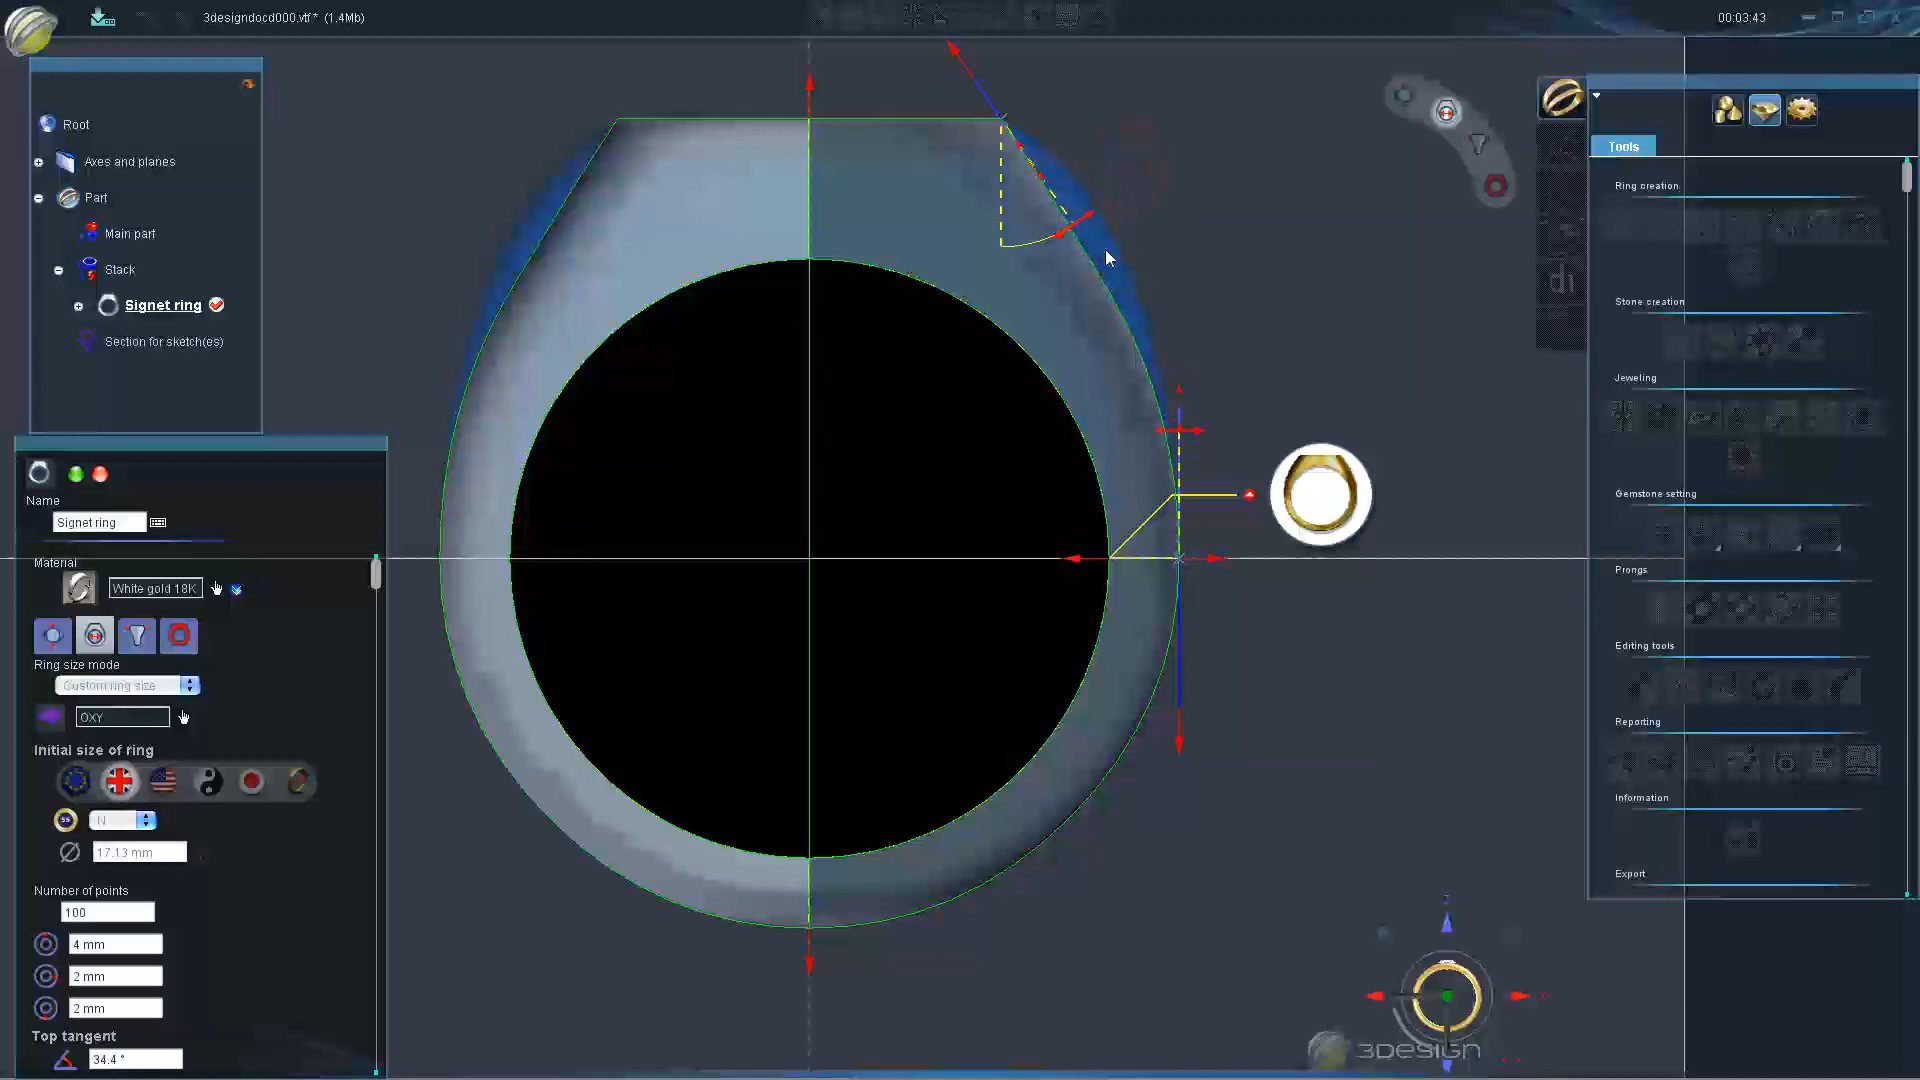 3designdocd000.vtf* (1.4Mb)
00:03:43
Root
Axes and planes
Part
Main part
Stack
Signet ring
Section for sketch(es)
Name
Signet ring
Material
White gold 18K
Ring size mode
Custom ring size
OXY
Initial size of ring
N
17.13 mm
Number of points
100
4 mm
2 mm
2 mm
Top tangent
34.4 °
Tools
Ring creation
Stone creation
Jeweling
Gemstone setting
Prongs
Editing tools
Reporting
Information
Export
Z
3DESIGN